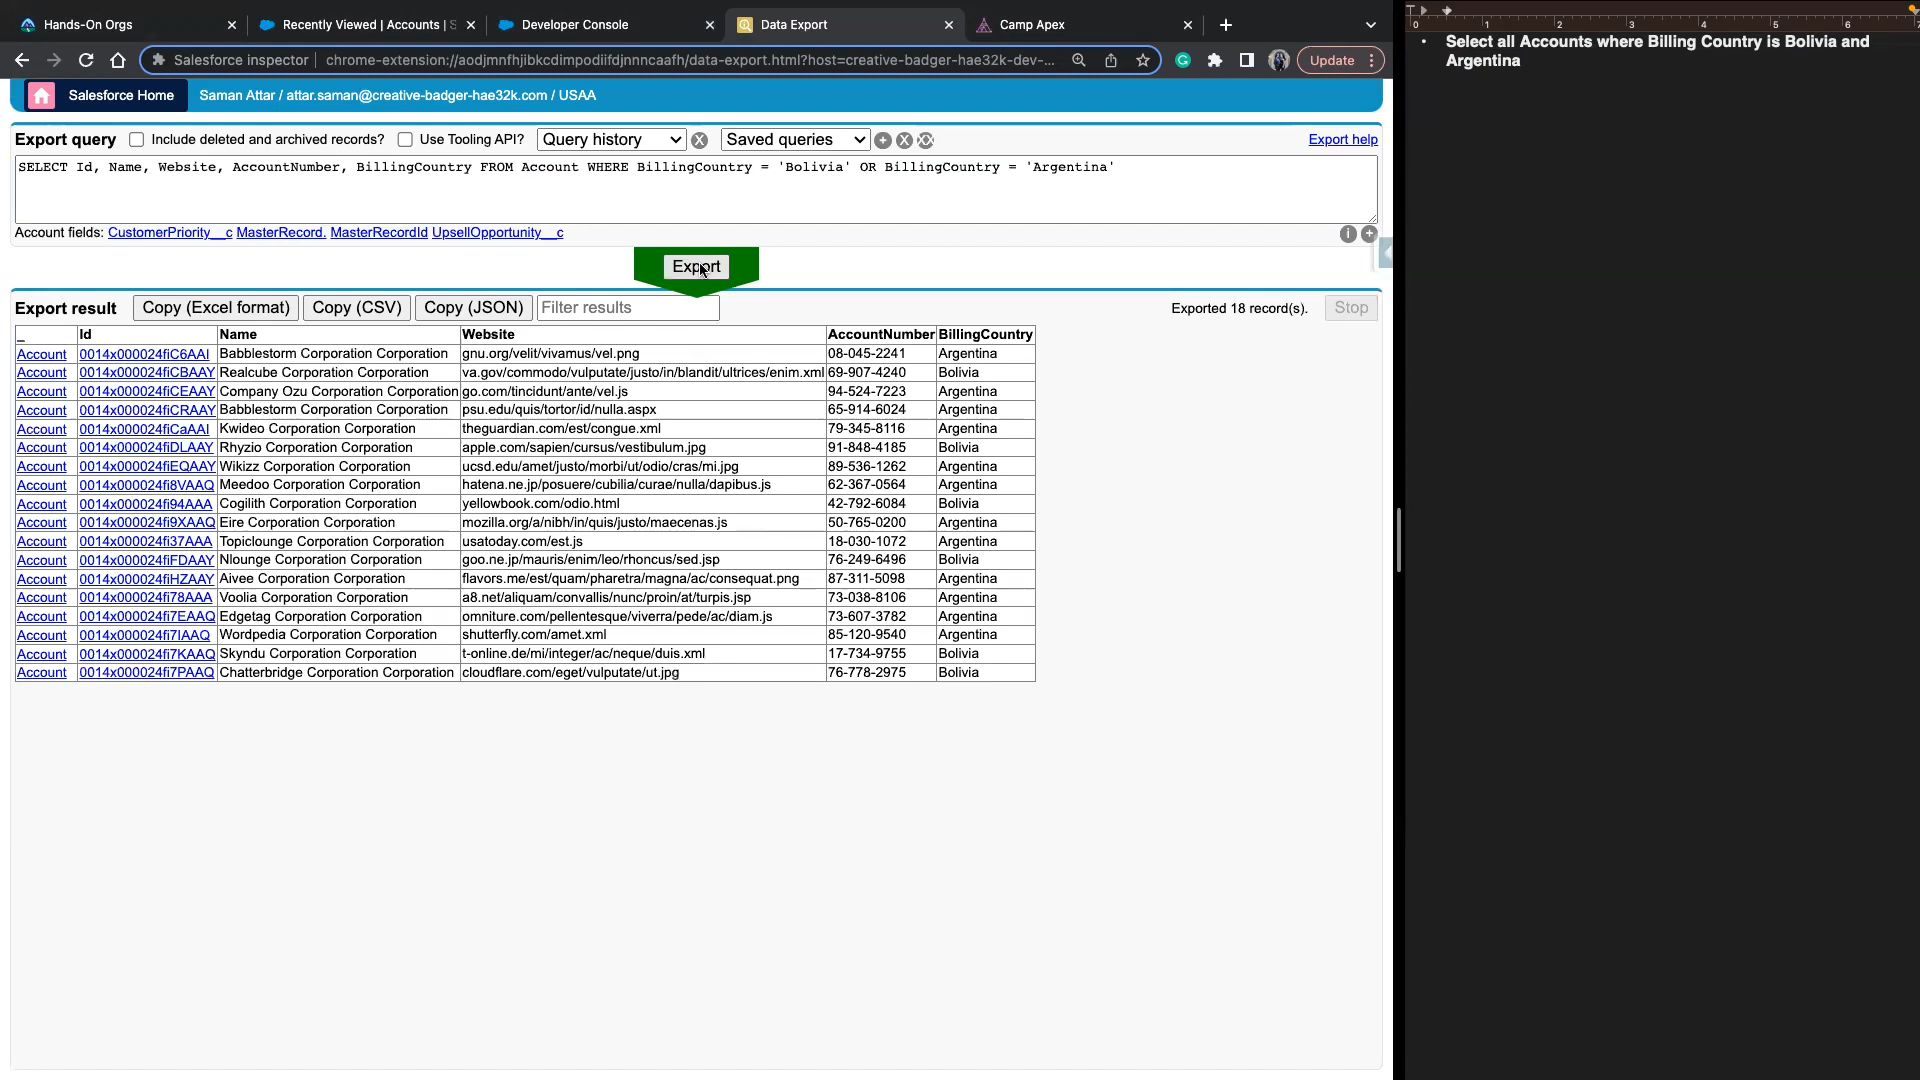 Hands-On Orgs
Recently Viewed | Accounts | S
Developer Console
Data Export
Camp Apex
Salesforce inspector
chrome-extension://aodjmnfhjibkcdimpodiifdjnnncaafh/data-export.html?host=creative-badger-hae32k-dev-...
Update
Salesforce Home
Saman Attar / attar.saman@creative-badger-hae32k.com / USAA
Export query
Include deleted and archived records?
Use Tooling API?
Query history
Saved queries
Export help
SELECT Id, Name, Website, AccountNumber, BillingCountry FROM Account WHERE BillingCountry = 'Bolivia' OR BillingCountry = 'Argentina'
Account fields: CustomerPriority__c MasterRecord. MasterRecordId UpsellOpportunity__c
Export
Export result
Copy (Excel format)
Copy (CSV)
Copy (JSON)
Filter results
Exported 18 record(s).
Stop
_ Id Name Website AccountNumber BillingCountry
Account 0014x000024fiC6AAI Babblestorm Corporation Corporation gnu.org/velit/vivamus/vel.png 08-045-2241 Argentina
Account 0014x000024fiCBAAY Realcube Corporation Corporation va.gov/commodo/vulputate/justo/in/blandit/ultrices/enim.xml 69-907-4240 Bolivia
Account 0014x000024fiCEAAY Company Ozu Corporation Corporation go.com/tincidunt/ante/vel.js 94-524-7223 Argentina
Account 0014x000024fiCRAAY Babblestorm Corporation Corporation psu.edu/quis/tortor/id/nulla.aspx 65-914-6024 Argentina
Account 0014x000024fiCaAAI Kwideo Corporation Corporation theguardian.com/est/congue.xml 79-345-8116 Argentina
Account 0014x000024fiDLAAY Rhyzio Corporation Corporation apple.com/sapien/cursus/vestibulum.jpg 91-848-4185 Bolivia
Account 0014x000024fiEQAAY Wikizz Corporation Corporation ucsd.edu/amet/justo/morbi/ut/odio/cras/mi.jpg 89-536-1262 Argentina
Account 0014x000024fi8VAAQ Meedoo Corporation Corporation hatena.ne.jp/posuere/cubilia/curae/nulla/dapibus.js 62-367-0564 Argentina
Account 0014x000024fi94AAA Cogilith Corporation Corporation yellowbook.com/odio.html 42-792-6084 Bolivia
Account 0014x000024fi9XAAQ Eire Corporation Corporation mozilla.org/a/nibh/in/quis/justo/maecenas.js 50-765-0200 Argentina
Account 0014x000024fi37AAA Topiclounge Corporation Corporation usatoday.com/est.js 18-030-1072 Argentina
Account 0014x000024fiFDAAY Nlounge Corporation Corporation goo.ne.jp/mauris/enim/leo/rhoncus/sed.jsp 76-249-6496 Bolivia
Account 0014x000024fiHZAAY Aivee Corporation Corporation flavors.me/est/quam/pharetra/magna/ac/consequat.png 87-311-5098 Argentina
Account 0014x000024fi78AAA Voolia Corporation Corporation a8.net/aliquam/convallis/nunc/proin/at/turpis.jsp 73-038-8106 Argentina
Account 0014x000024fi7EAAQ Edgetag Corporation Corporation omniture.com/pellentesque/viverra/pede/ac/diam.js 73-607-3782 Argentina
Account 0014x000024fi7IAAQ Wordpedia Corporation Corporation shutterfly.com/amet.xml 85-120-9540 Argentina
Account 0014x000024fi7KAAQ Skyndu Corporation Corporation t-online.de/mi/integer/ac/neque/duis.xml 17-734-9755 Bolivia
Account 0014x000024fi7PAAQ Chatterbridge Corporation Corporation cloudflare.com/eget/vulputate/ut.jpg 76-778-2975 Bolivia
0 1 2 3 4 5 6 7
• Select all Accounts where Billing Country is Bolivia and
Argentina